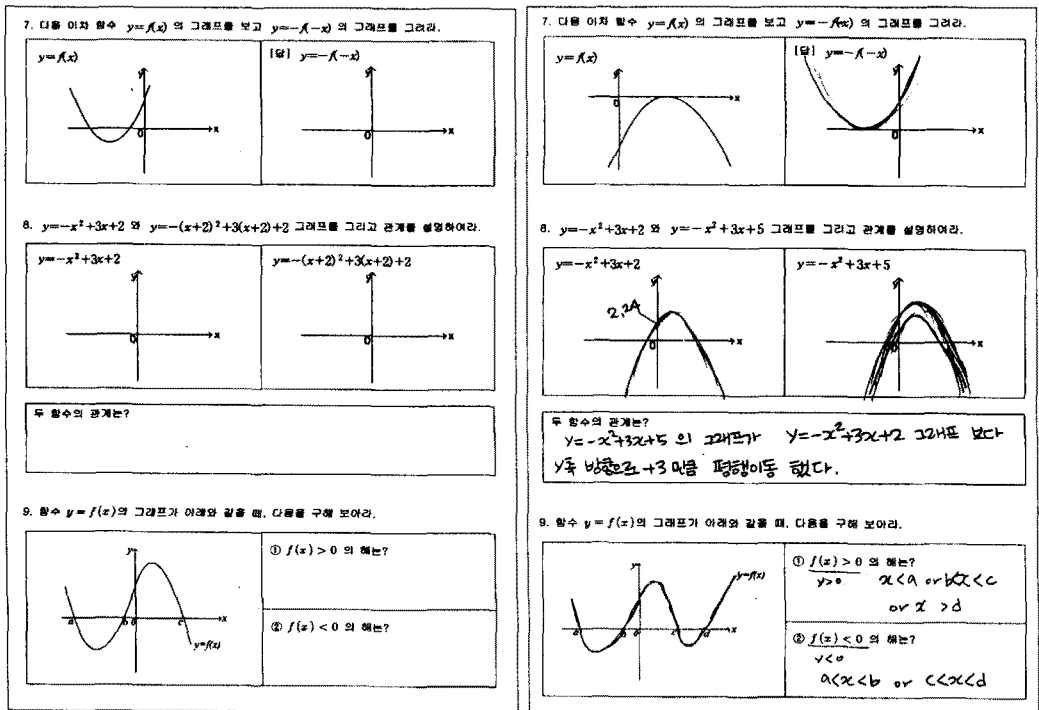 7. 다음 이차 함수 y=f(x) 의 그래프를 보고 y=-f(-x) 의 그래프를 그려라.
y=f(x)
y
0
x
[답] y=-f(-x)
y
0
x
8. y=-x²+3x+2 와 y=-(x+2)²+3(x+2)+2 그래프를 그리고 관계를 설명하여라.
y=-x²+3x+2
y
0
x
y=-(x+2)²+3(x+2)+2
y
0
x
두 함수의 관계는?
9. 함수 y = f(x)의 그래프가 아래와 같을 때, 다음을 구해 보아라.
y
a b 0 c x
y=f(x)
① f(x) > 0 의 해는?
② f(x) < 0 의 해는?
7. 다음 이차 함수 y=f(x) 의 그래프를 보고 의 그래프를 그려라.
y=f(x)
0
x
[답] y=-f(-x)
y
0
x
8. y=-x²+3x+2 와 y=-x²+3x+5 그래프를 그리고 관계를 설명하여라.
y=-x²+3x+2
y
0
x
y=-x²+3x+5
y
x
두 함수의 관계는?
y=-x²+3x+5 의 그래프가 y=-x²+3x+2 그래프 보다
y축 방향으로 +3 만큼 평행이동 했다.
9. 함수 y = f(x)의 그래프가 아래와 같을 때, 다음을 구해 보아라.
y
y=f(x)
a b 0 c d x
① f(x) > 0 의 해는?
y>0 x<a or b<x<c
or x >d
② f(x) < 0 의 해는?
y<0
a<x<b or c<x<d